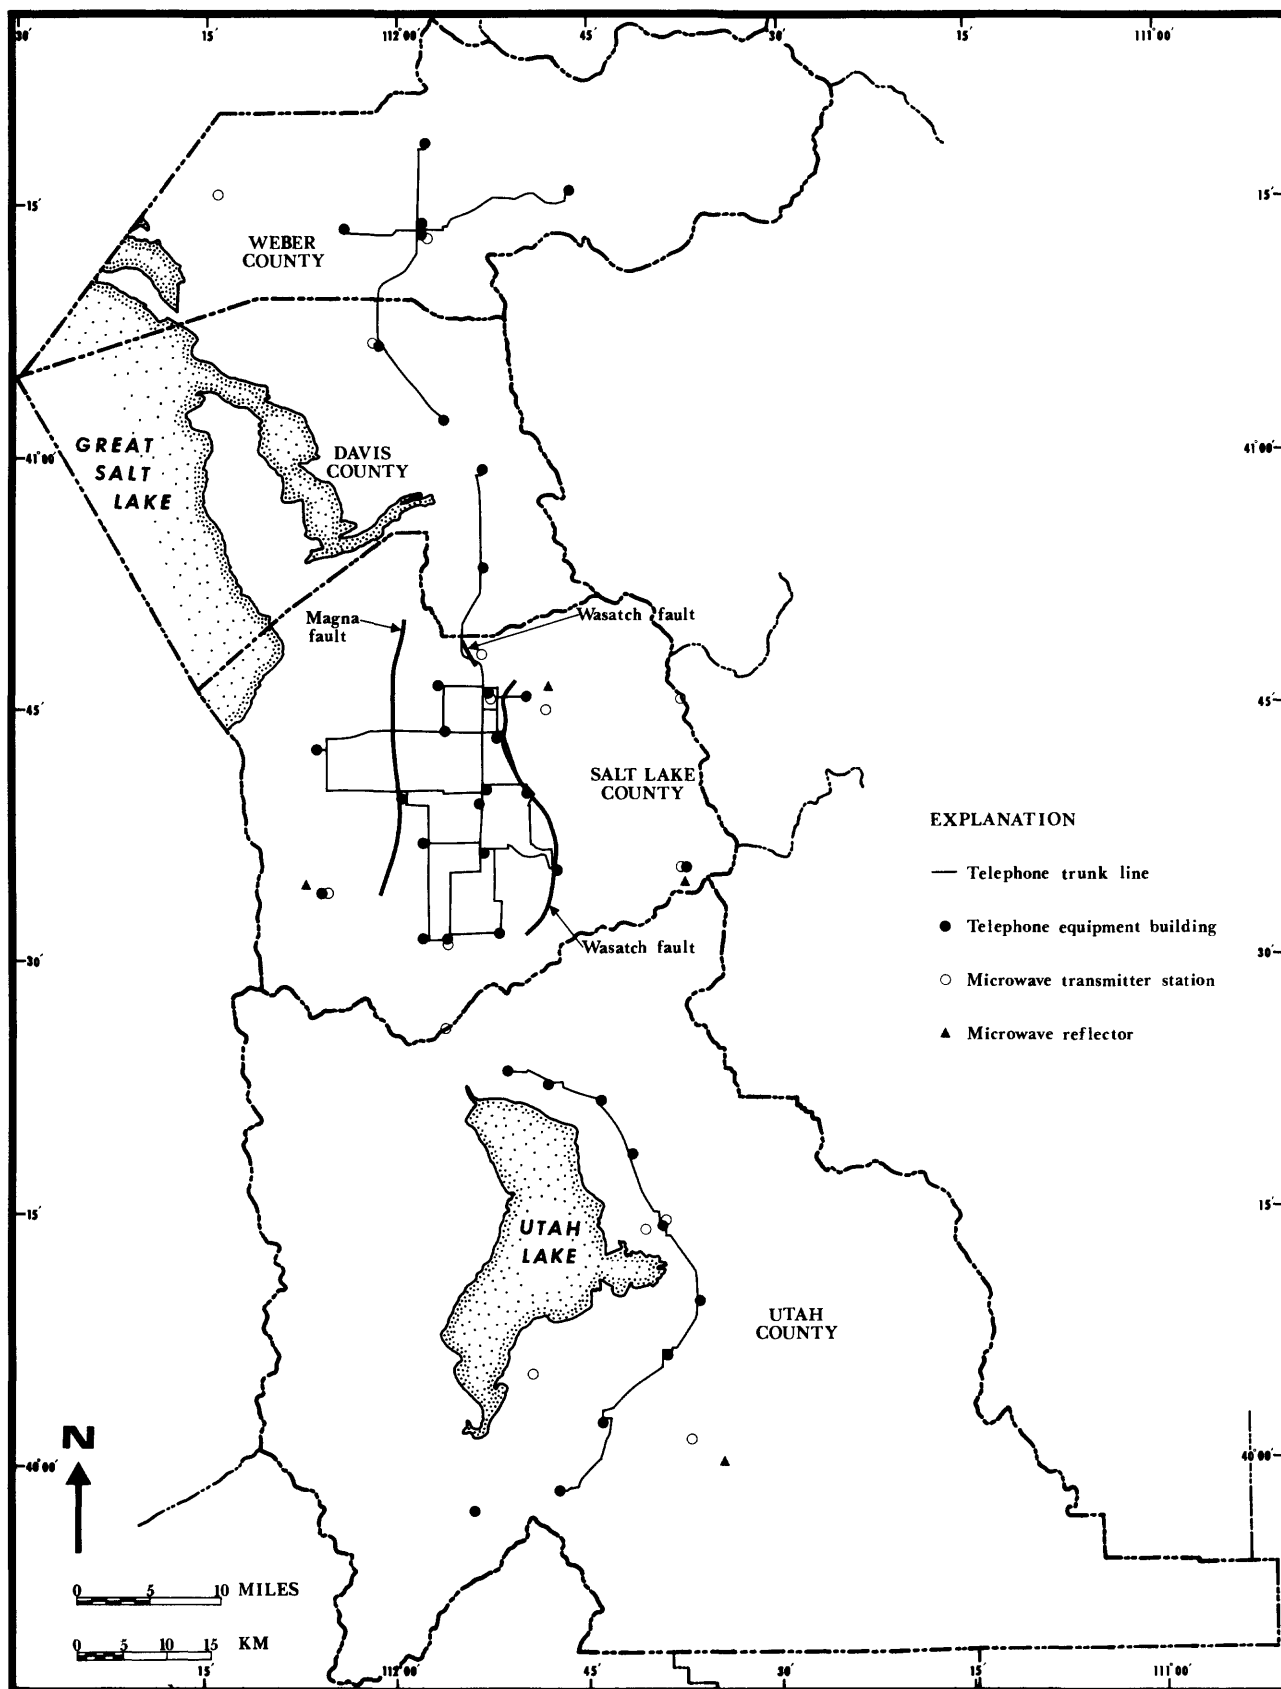 30′ 15′ 112°00′ 45′ 30′ 15′ 111°00′
15′ 15′
WEBER
COUNTY
GREAT
SALT
LAKE
DAVIS
COUNTY
41°00′ 41°00′
Magna
fault
Wasatch fault
45′ 45′
SALT LAKE
COUNTY
EXPLANATION
Telephone trunk line
Telephone equipment building
Microwave transmitter station
Microwave reflector
Wasatch fault
30′ 30′
15′ 15′
UTAH
LAKE
UTAH
COUNTY
N
40°00′ 40°00′
0 5 10 MILES
0 5 10 15 KM
15′ 112°00′ 45′ 30′ 15′ 111°00′